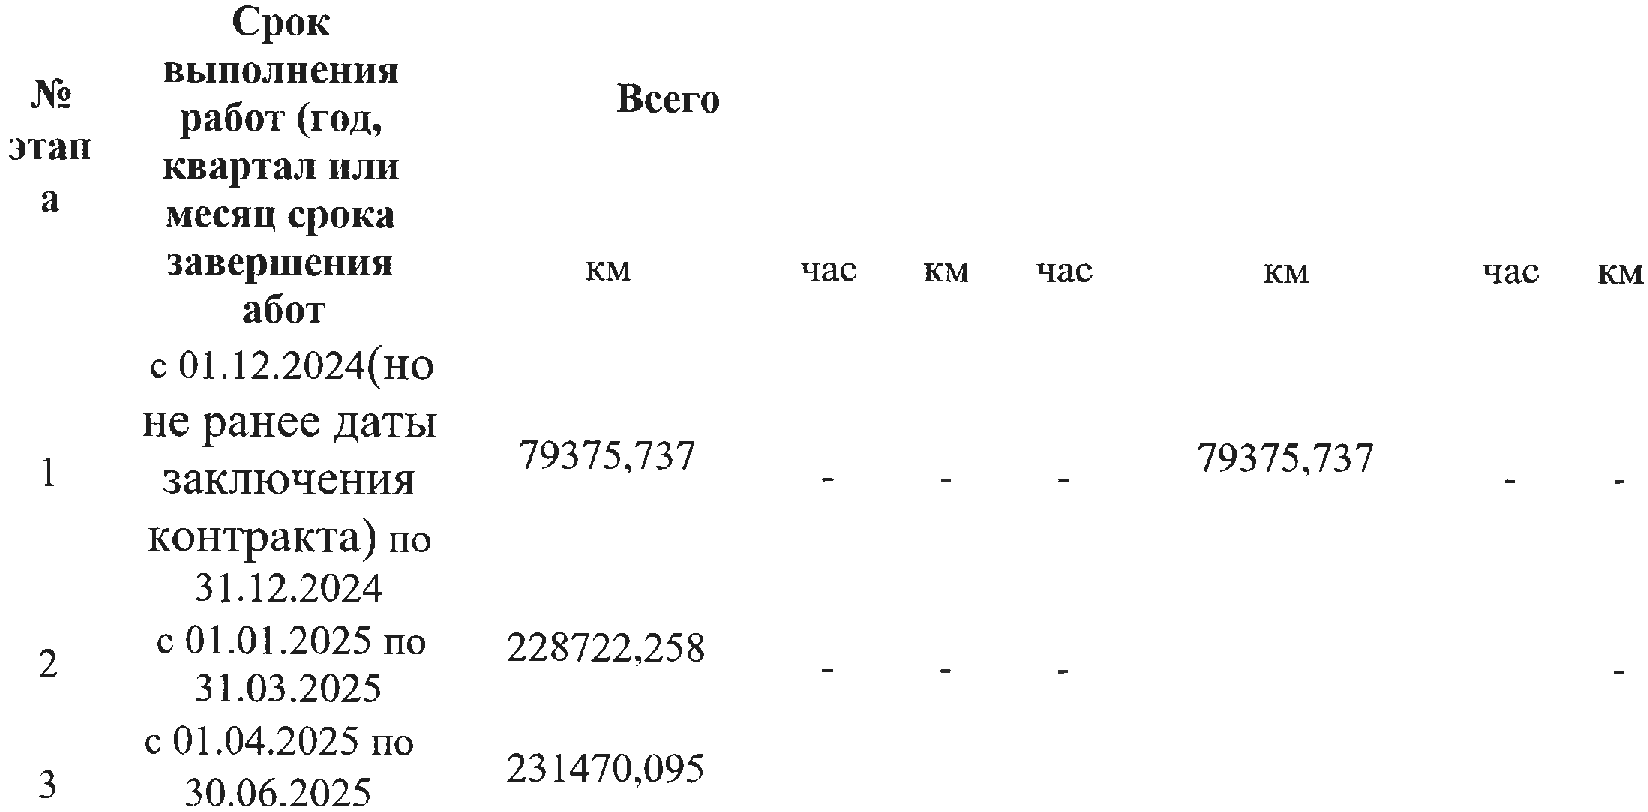 №
этап
а
Срок
выполнения
работ (год,
квартал или
месяц срока
завершения
абот
Всего
км час км час км час км
1
с 01.12.2024(но
не ранее даты
заключения
контракта) по
31.12.2024
79375,737 - - - 79375,737 - -
2
с 01.01.2025 по
31.03.2025
228722,258 - - - -
3
с 01.04.2025 по
30.06.2025
231470,095